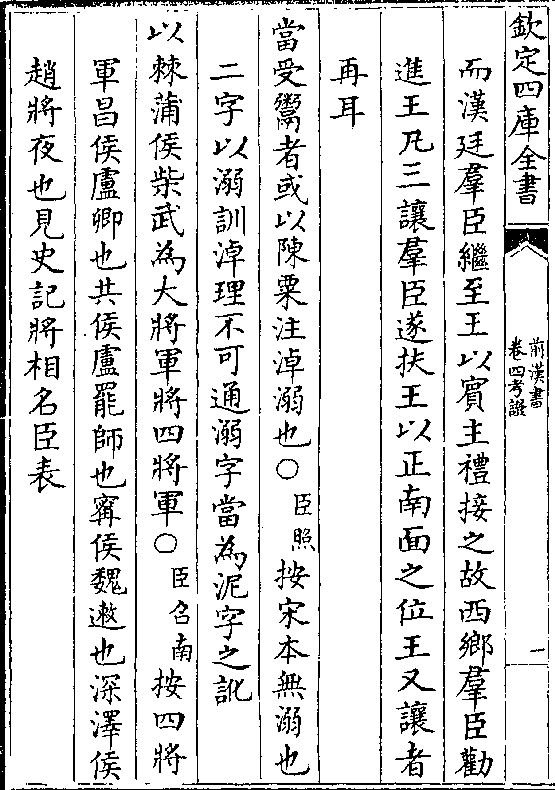 欽定四庫全書
前漢書
卷四考證
一
而漢廷羣臣繼至王以賓主禮接之故西鄉羣臣勸
進王凡三讓羣臣遂扶王以正南面之位王又讓者
再耳
當受鬻者或以陳粟注淖溺也○臣照按宋本無溺也
二字以溺訓淖理不可通溺字當為泥字之訛
以棘蒲侯柴武為大將軍將四將軍○臣召南按四將
軍昌侯盧卿也共侯盧罷師也甯侯魏遬也深澤侯
趙將夜也見史記將相名臣表